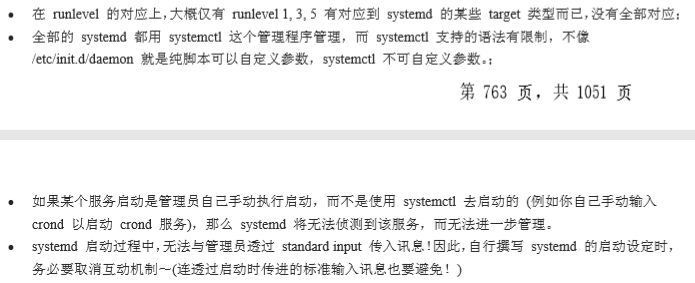 • 在 runlevel 的对应上，大概仅有 runlevel 1, 3, 5 有对应到 systemd 的某些 target 类型而已，没有全部对应；
• 全部的 systemd 都用 systemctl 这个管理程序管理，而 systemctl 支持的语法有限制，不像
/etc/init.d/daemon 就是纯脚本可以自定义参数，systemctl 不可自定义参数。；
第 763 页，共 1051 页
• 如果某个服务启动是管理员自己手动执行启动，而不是使用 systemctl 去启动的 (例如你自己手动输入
crond 以启动 crond 服务)，那么 systemd 将无法侦测到该服务，而无法进一步管理。
• systemd 启动过程中，无法与管理员透过 standard input 传入讯息！因此，自行撰写 systemd 的启动设定时，
务必要取消互动机制～(连透过启动时传进的标准输入讯息也要避免！)